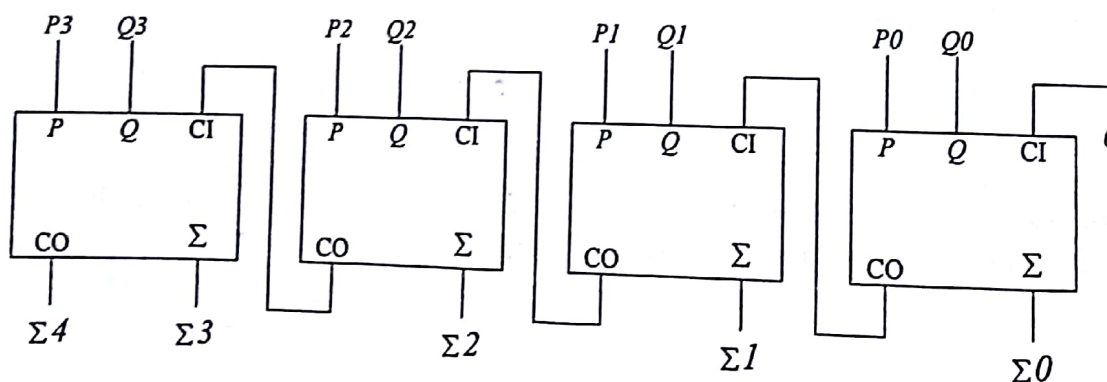 P3 Q3 P2 Q2 P1 Q1 P0 Q0
P Q CI P Q CI P Q CI P Q CI
CO Σ CO Σ CO Σ CO Σ
Σ4 Σ3 Σ2 Σ1 Σ0